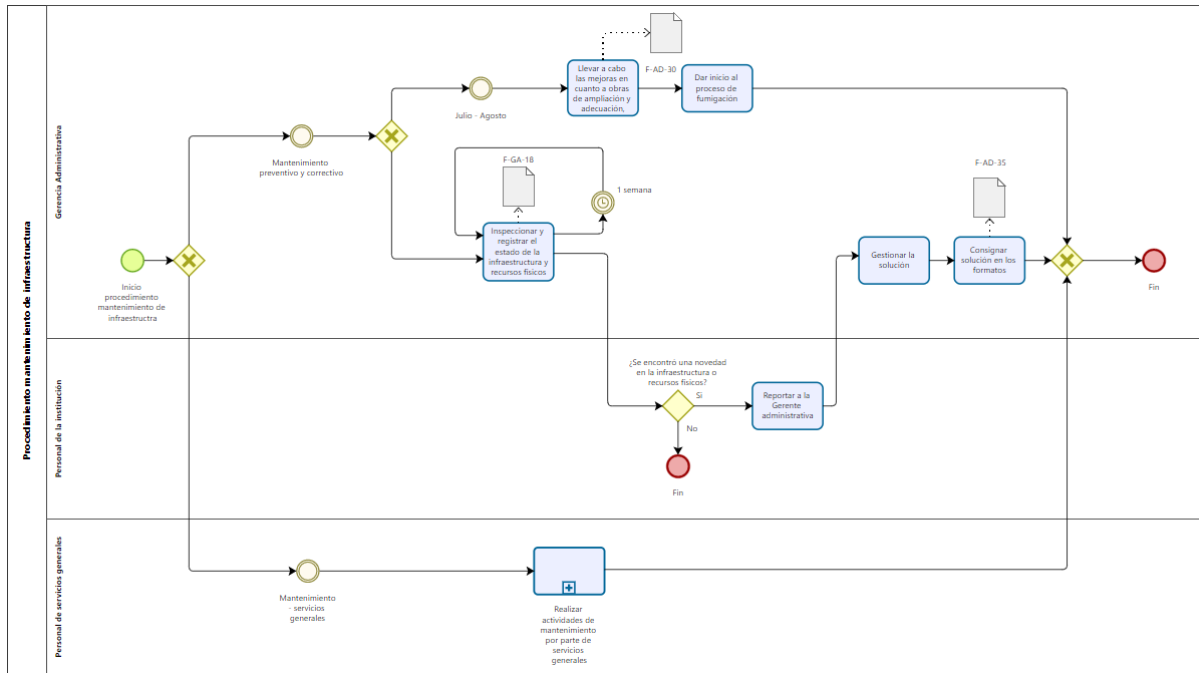 Procedimiento mantenimiento de infraestructura
Gerencia Administrativa
Inicio
procedimiento
mantenimiento de
infraestructra
Mantenimiento
preventivo y correctivo
Julio - Agosto
Llevar a cabo
las mejoras en
cuanto a obras
de ampliación y
adecuación,
F-AD-30
Dar inicio al
proceso de
fumigación
F-GA-18
1 semana
Inspeccionar y
registrar el
estado de la
infraestructura y
recursos fisicos
Gestionar la
solución
F-AD-35
Consignar
solución en los
formatos
Fin
Personal de la institución
¿Se encontró una novedad
en la infraestructura o
recursos fisicos?
Si
No
Reportar a la
Gerente
administrativa
Fin
Personal de servicios generales
Mantenimiento
- servicios
generales
Realizar
actividades de
mantenimiento
por parte de
servicios
generales